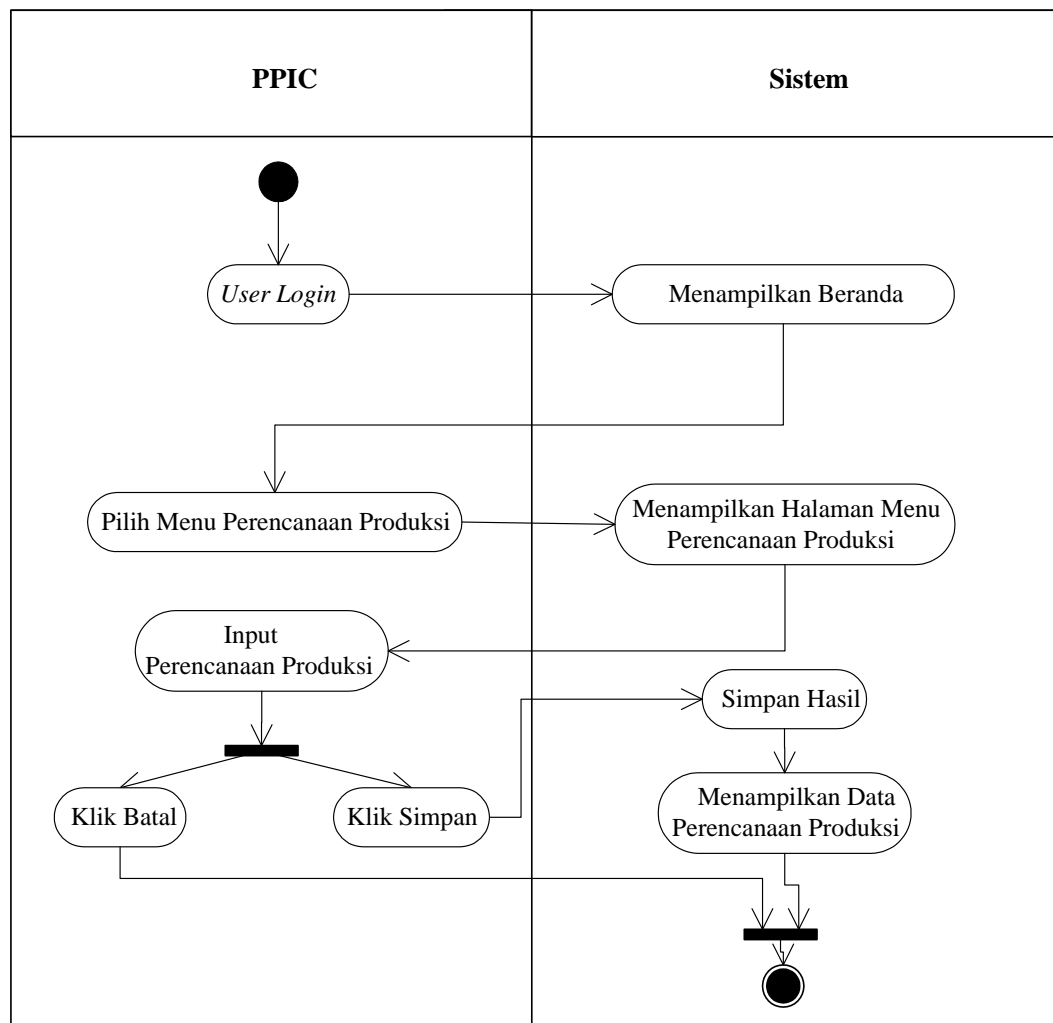 PPIC
Sistem
User Login
Menampilkan Beranda
Pilih Menu Perencanaan Produksi
Menampilkan Halaman Menu
Perencanaan Produksi
Input
Perencanaan Produksi
Simpan Hasil
Klik Batal
Klik Simpan
Menampilkan Data
Perencanaan Produksi